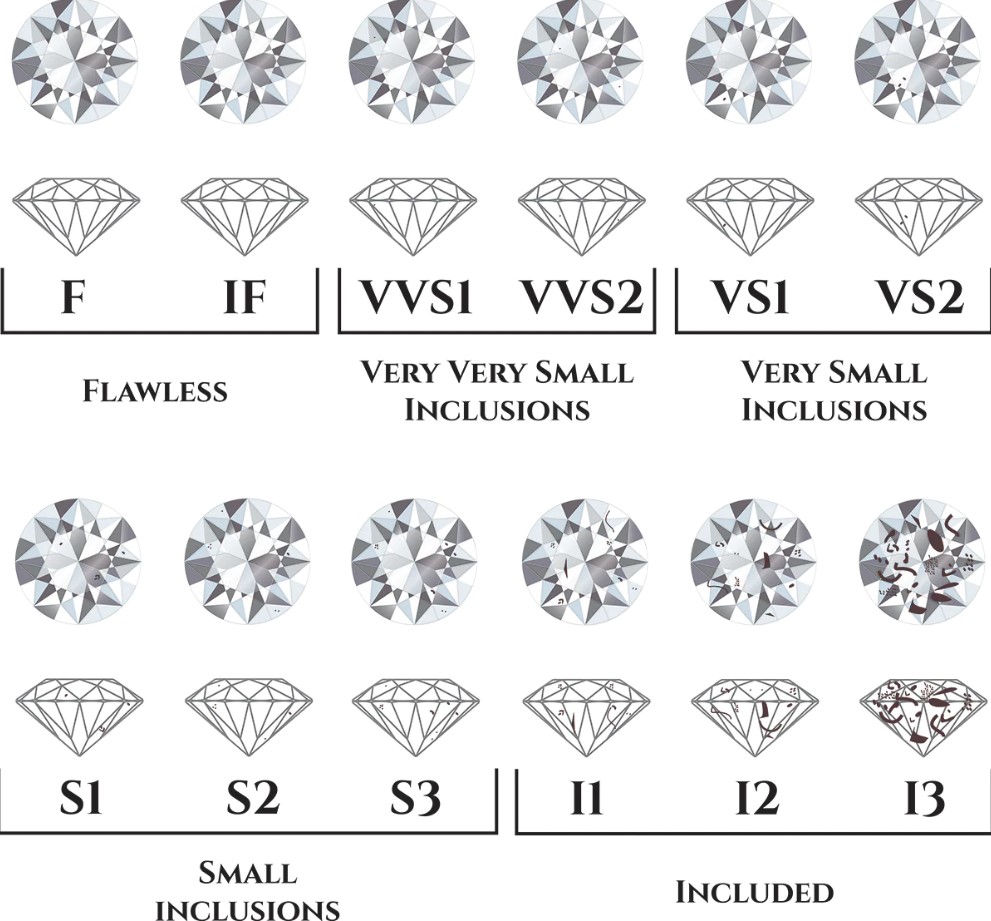 F IF VVS1 VVS2 VS1 VS2
Flawless
Very Very Small
Inclusions
Very Small
Inclusions
S1 S2 S3 I1 I2 I3
Small
inclusions
Included